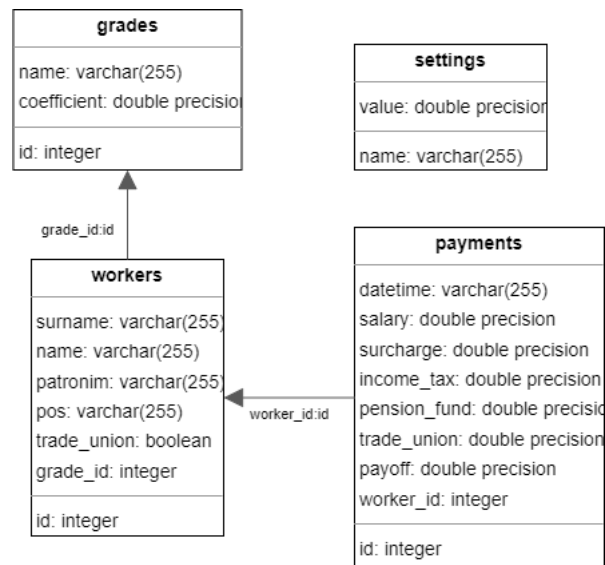 grades
name: varchar(255)
coefficient: double precision
id: integer
settings
value: double precision
name: varchar(255)
grade_id:id
workers
surname: varchar(255)
name: varchar(255)
patronim: varchar(255)
pos: varchar(255)
trade_union: boolean
grade_id: integer
id: integer
worker_id:id
payments
datetime: varchar(255)
salary: double precision
surcharge: double precision
income_tax: double precision
pension_fund: double precisio
trade_union: double precision
payoff: double precision
worker_id: integer
id: integer